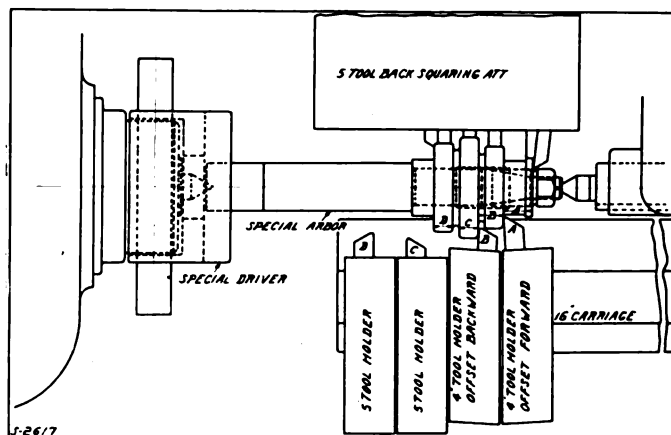 5 TOOL BACK SQUARING ATT
D
C
B
A
SPECIAL ARBOR
A
B
D
C
SPECIAL DRIVER
16" CARRIAGE
5 TOOL HOLDER
5 TOOL HOLDER
4" TOOL HOLDER
OFFSET BACKWARD
4" TOOL HOLDER
OFFSET FORWARD
S-2617